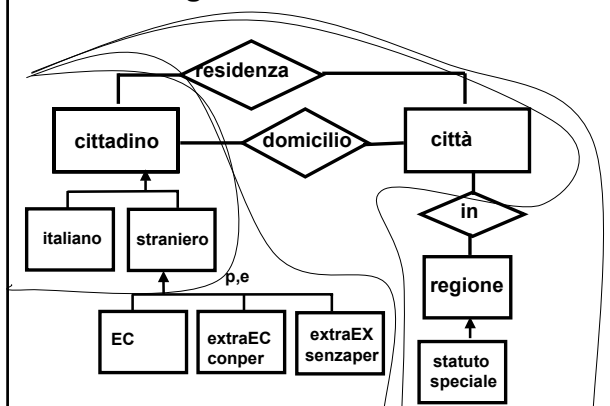 residenza
cittadino
domicilio
città
in
italiano
straniero
p,e
regione
EC
extraEC
conper
extraEX
senzaper
statuto
speciale